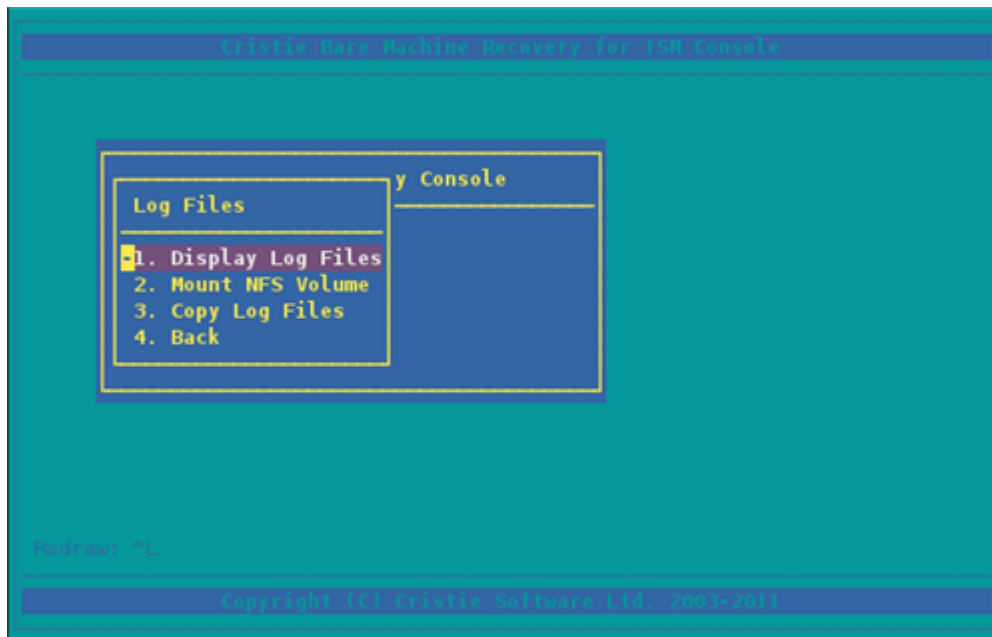 Cristie Bare Machine Recovery for TSM Console
y Console
Log Files
-1. Display Log Files
2. Mount NFS Volume
3. Copy Log Files
4. Back
Redraw: ^L
Copyright (C) Cristie Software Ltd. 2003-2011